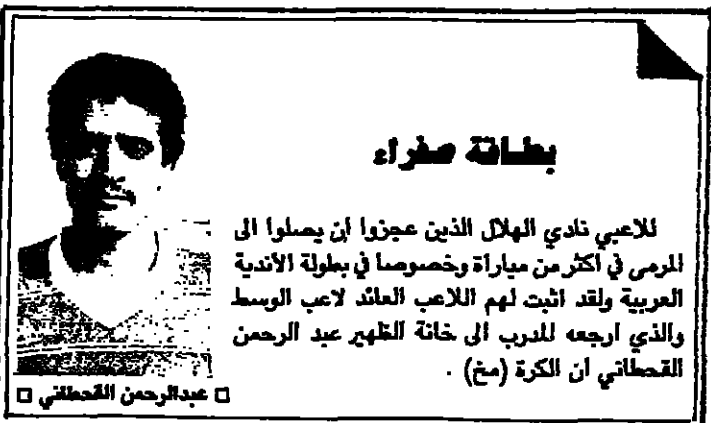 بطاقة صفراء
للاعبي نادي الهلال الذين عجزوا ان يصلوا الى
المرمى في اكثر من مباراة وخصوصا في بطولة الأندية
العربية ولقد اثبت لهم اللاعب العائد لاعب الوسط
والذي ارجعه المدرب الى خانة الظهير عبد الرحمن
القحطاني ان الكرة (مخ) .
□ عبدالرحمن القحطاني □